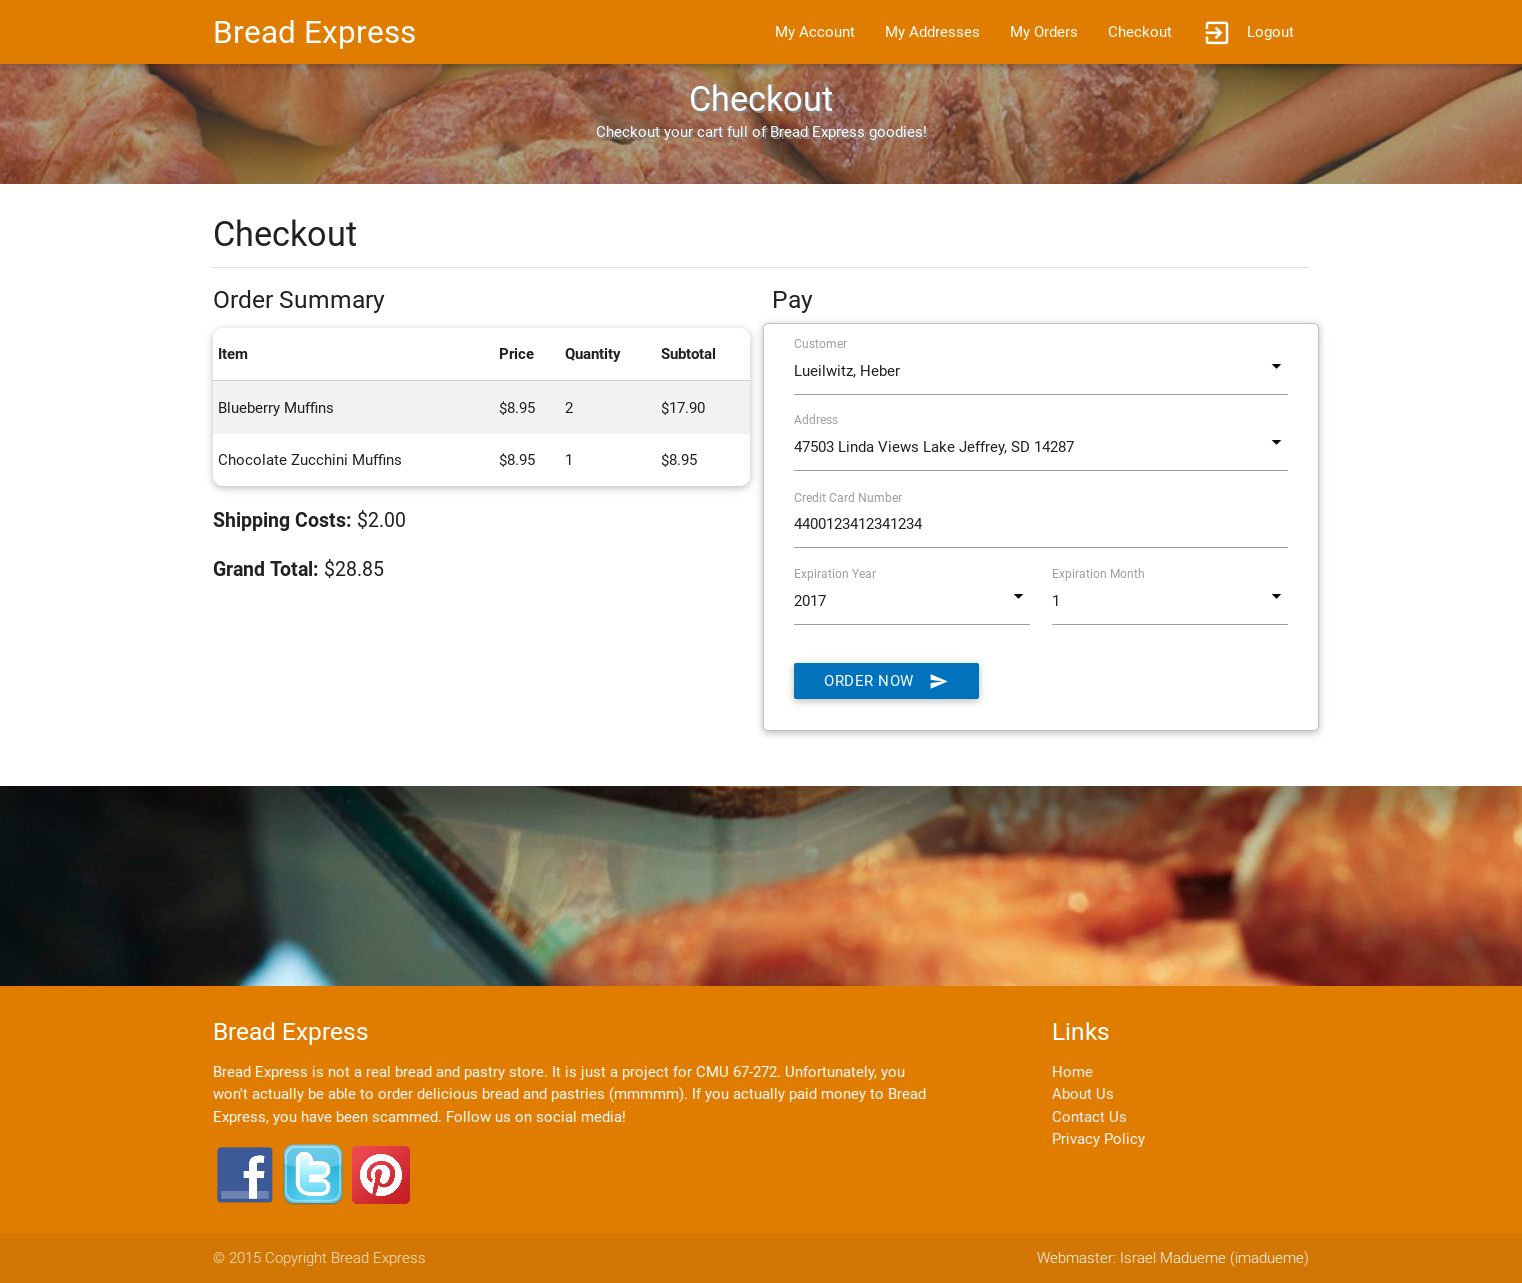 Bread Express
My Account My Addresses My Orders Checkout Logout
Checkout
Checkout your cart full of Bread Express goodies!
Checkout
Order Summary
Item Price Quantity Subtotal
Blueberry Muffins $8.95 2 $17.90
Chocolate Zucchini Muffins $8.95 1 $8.95
Shipping Costs: $2.00
Grand Total: $28.85
Pay
Customer
Lueilwitz, Heber
Address
47503 Linda Views Lake Jeffrey, SD 14287
Credit Card Number
4400123412341234
Expiration Year Expiration Month
2017 1
ORDER NOW
Bread Express
Bread Express is not a real bread and pastry store. It is just a project for CMU 67-272. Unfortunately, you
won't actually be able to order delicious bread and pastries (mmmmm). If you actually paid money to Bread
Express, you have been scammed. Follow us on social media!
Links
Home
About Us
Contact Us
Privacy Policy
© 2015 Copyright Bread Express
Webmaster: Israel Madueme (imadueme)